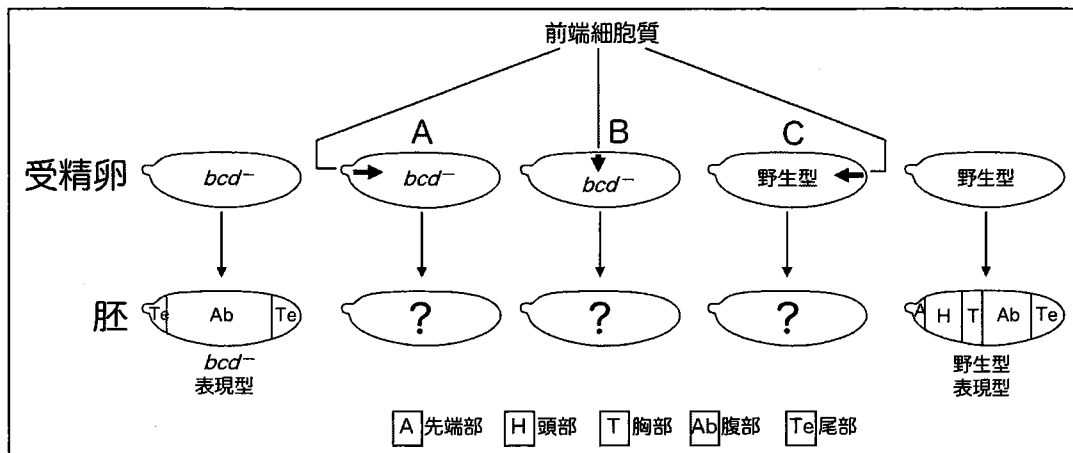 前端細胞質
A B C
受精卵 bcd⁻ bcd⁻ bcd⁻ 野生型 野生型
胚 Te Ab Te ? ? ? A H T Ab Te
bcd⁻ 野生型
表現型 表現型
A 先端部 H 頭部 T 胸部 Ab 腹部 Te 尾部